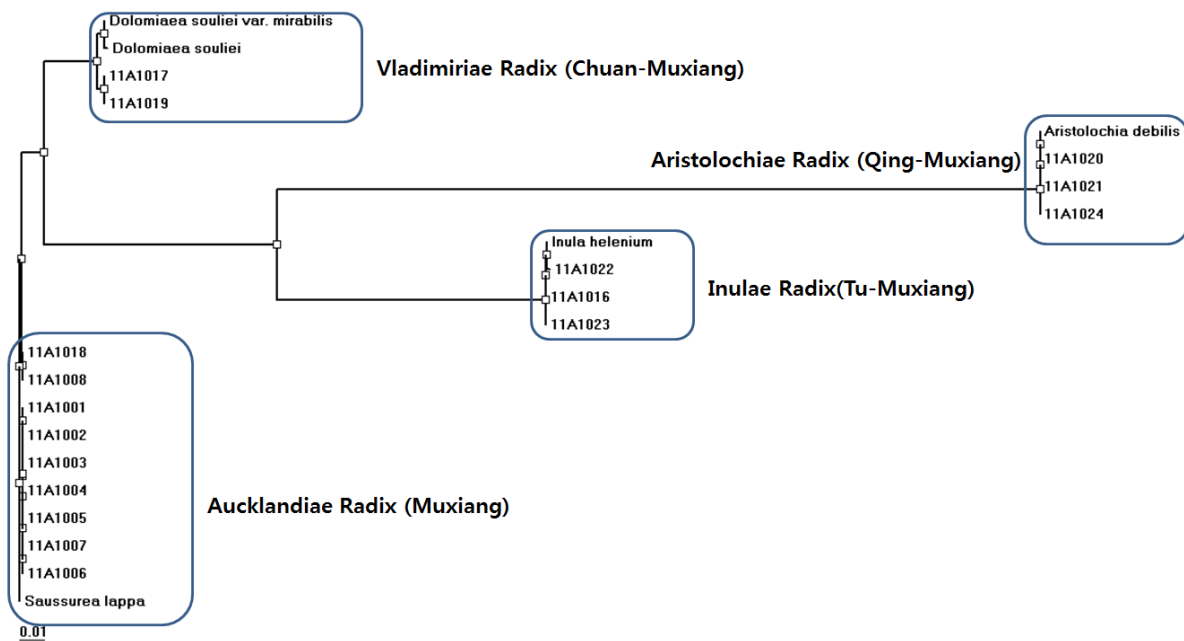 Dolomiaea souliei var. mirabilis
Dolomiaea souliei
11A1017
11A1019
Vladimiriae Radix (Chuan-Muxiang)
Aristolochia debilis
11A1020
11A1021
11A1024
Aristolochiae Radix (Qing-Muxiang)
Inula helenium
11A1022
11A1016
11A1023
Inulae Radix(Tu-Muxiang)
11A1018
11A1008
11A1001
11A1002
11A1003
11A1004
11A1005
11A1007
11A1006
Saussurea lappa
Aucklandiae Radix (Muxiang)
0.01